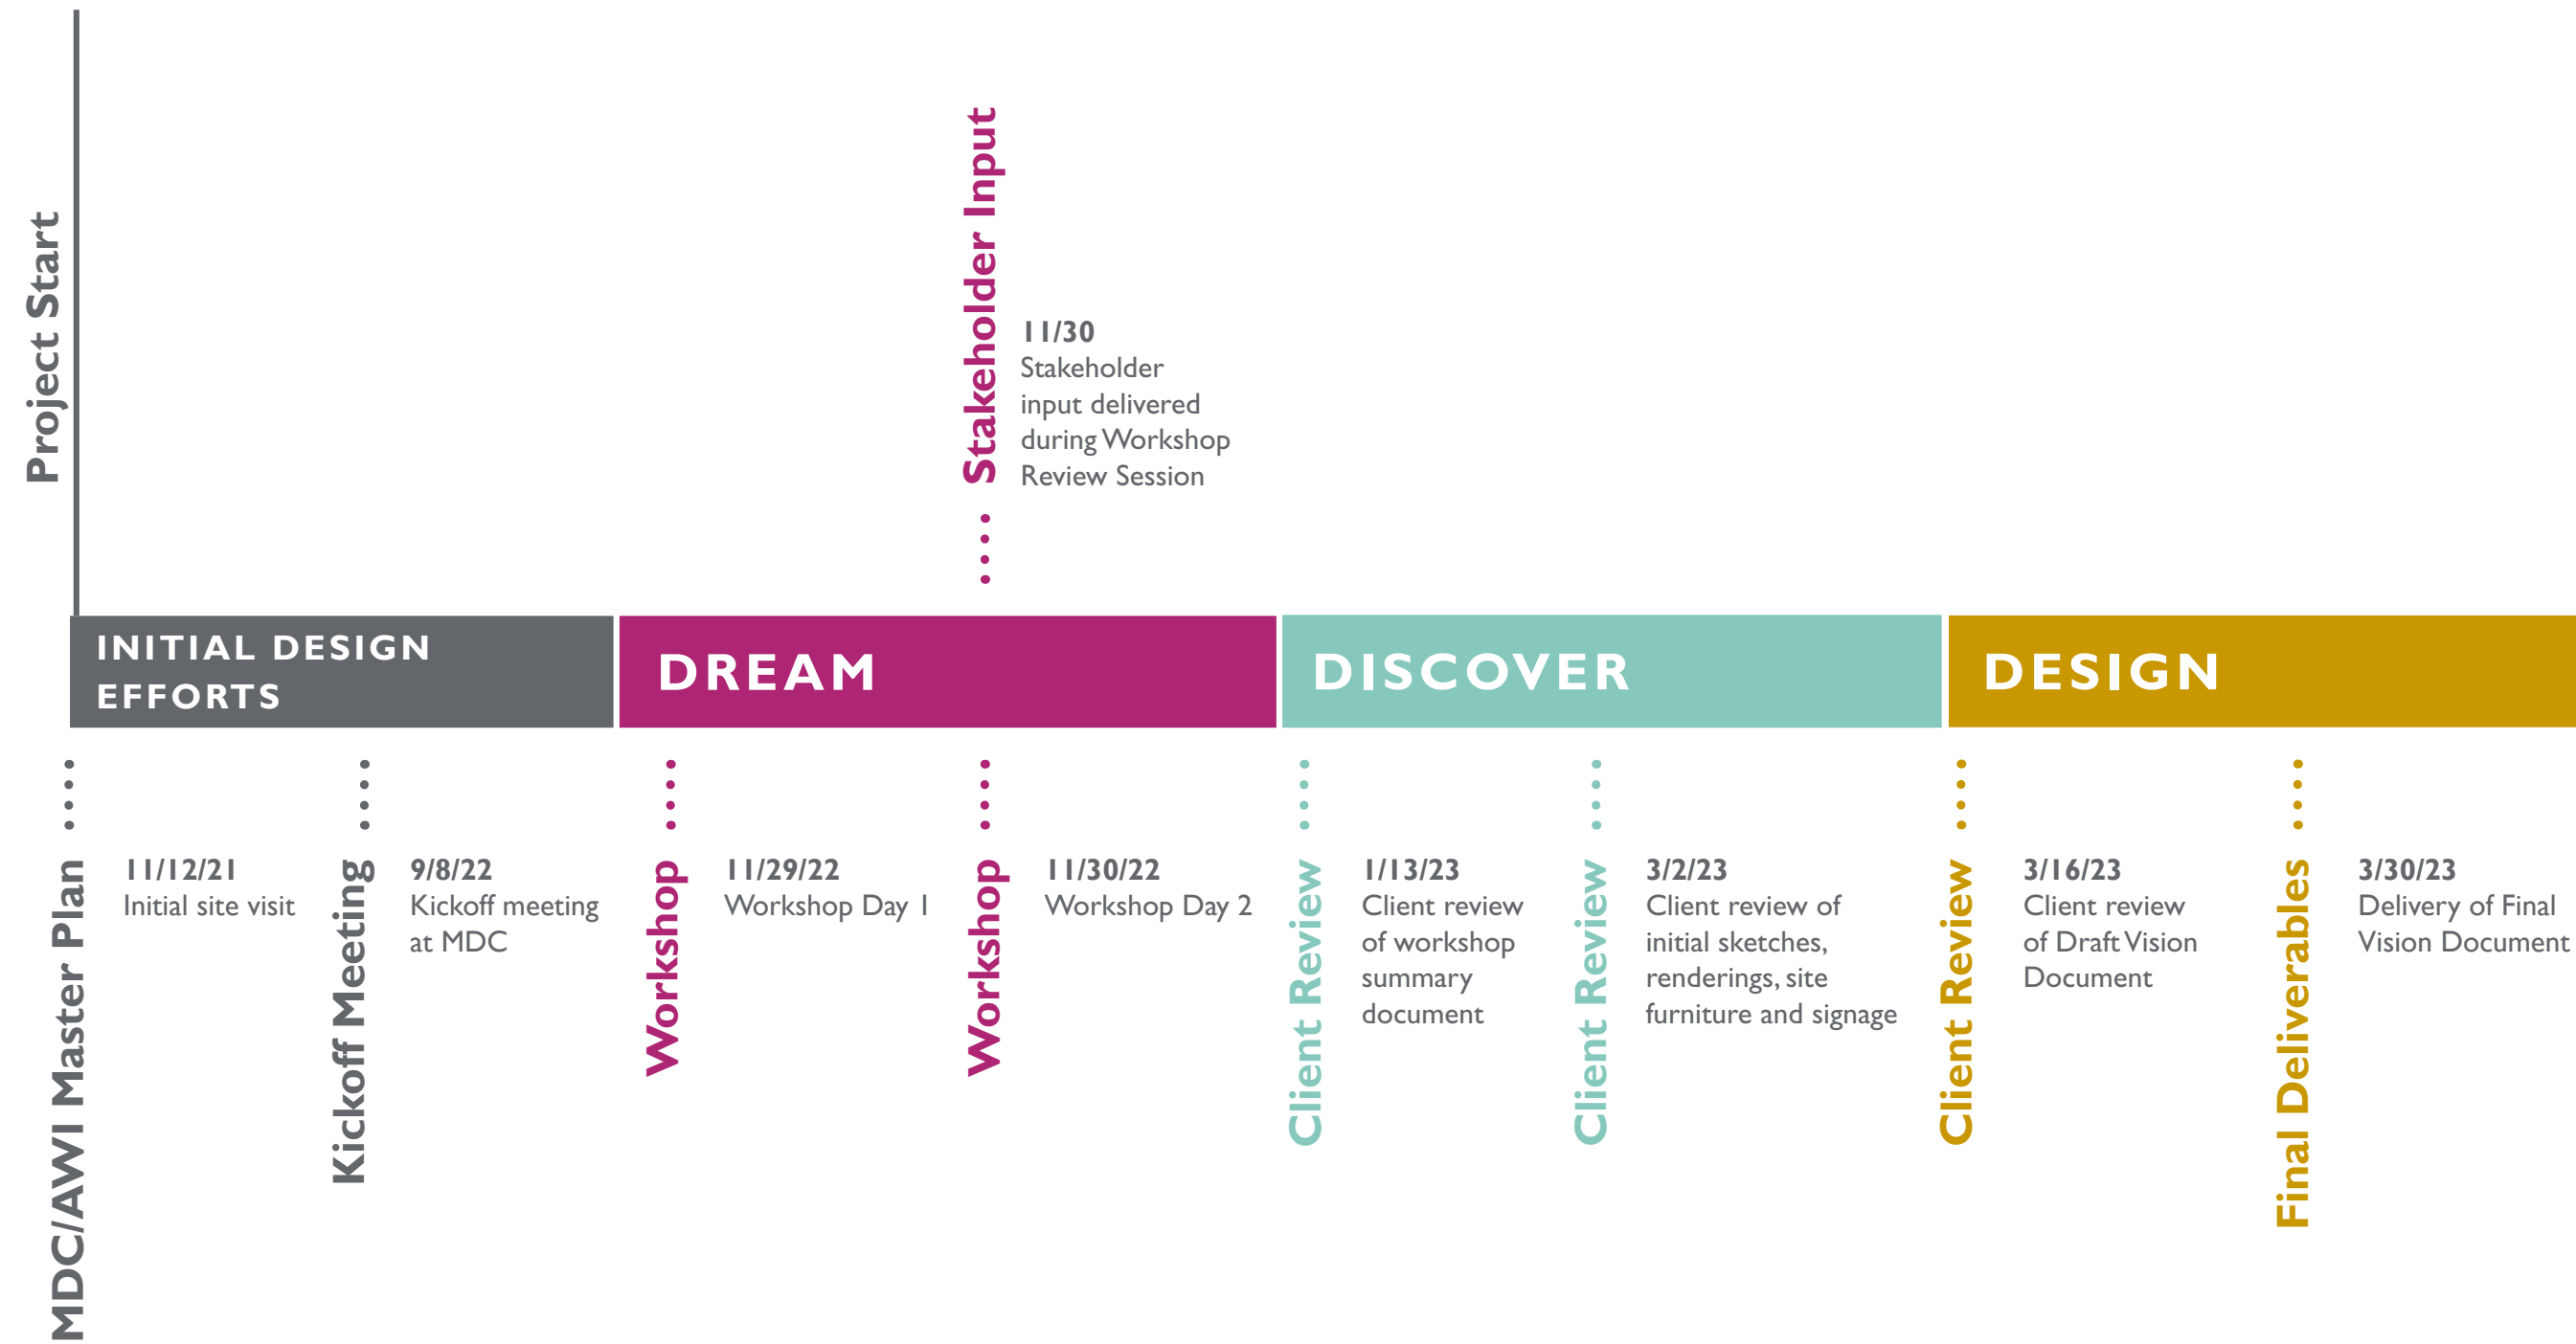 Project Start
Stakeholder Input
11/30
Stakeholder
input delivered
during Workshop
Review Session
INITIAL DESIGN
EFFORTS
DREAM
DISCOVER
DESIGN
MDC/AWI Master Plan
11/12/21
Initial site visit
Kickoff Meeting
9/8/22
Kickoff meeting
at MDC
Workshop
11/29/22
Workshop Day 1
Workshop
11/30/22
Workshop Day 2
Client Review
1/13/23
Client review
of workshop
summary
document
Client Review
3/2/23
Client review of
initial sketches,
renderings, site
furniture and signage
Client Review
3/16/23
Client review
of Draft Vision
Document
Final Deliverables
3/30/23
Delivery of Final
Vision Document